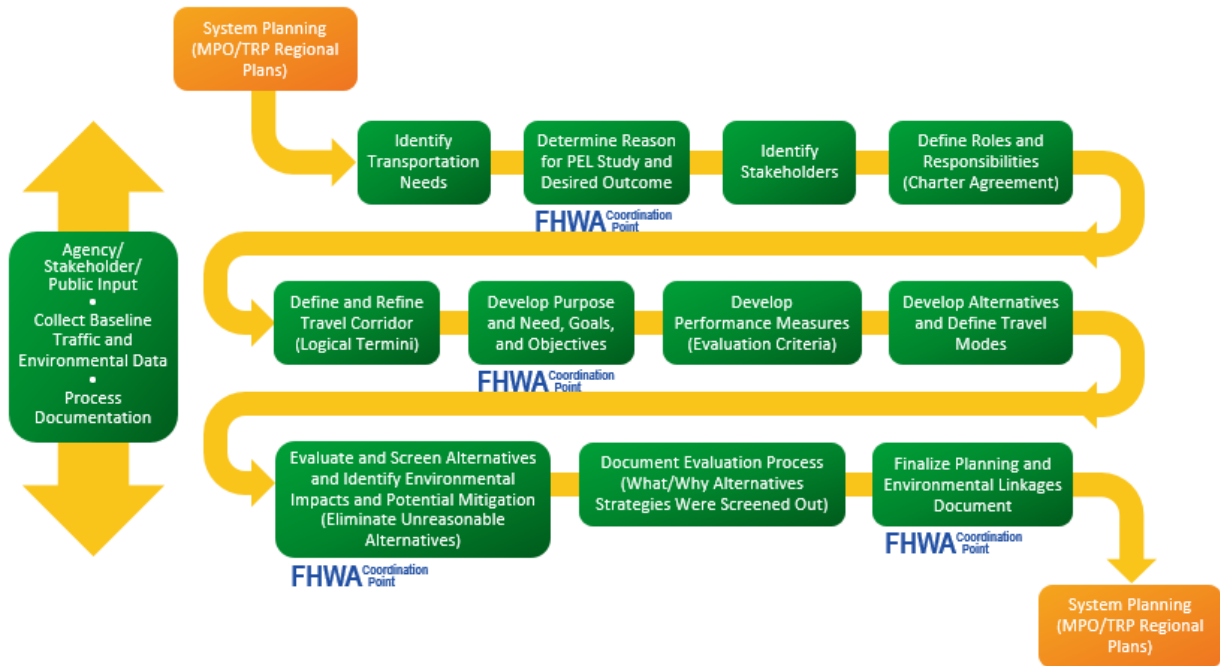 System Planning
(MPO/TRP Regional
Plans)
Identify
Transportation
Needs
Determine Reason
for PEL Study and
Desired Outcome
FHWA Coordination
Point
Identify
Stakeholders
Define Roles and
Responsibilities
(Charter Agreement)
Agency/
Stakeholder/
Public Input
•
Collect Baseline
Traffic and
Environmental Data
•
Process
Documentation
Define and Refine
Travel Corridor
(Logical Termini)
Develop Purpose
and Need, Goals,
and Objectives
FHWA Coordination
Point
Develop
Performance Measures
(Evaluation Criteria)
Develop Alternatives
and Define Travel
Modes
Evaluate and Screen Alternatives
and Identify Environmental
Impacts and Potential Mitigation
(Eliminate Unreasonable
Alternatives)
FHWA Coordination
Point
Document Evaluation Process
(What/Why Alternatives
Strategies Were Screened Out)
Finalize Planning and
Environmental Linkages
Document
FHWA Coordination
Point
System Planning
(MPO/TRP Regional
Plans)